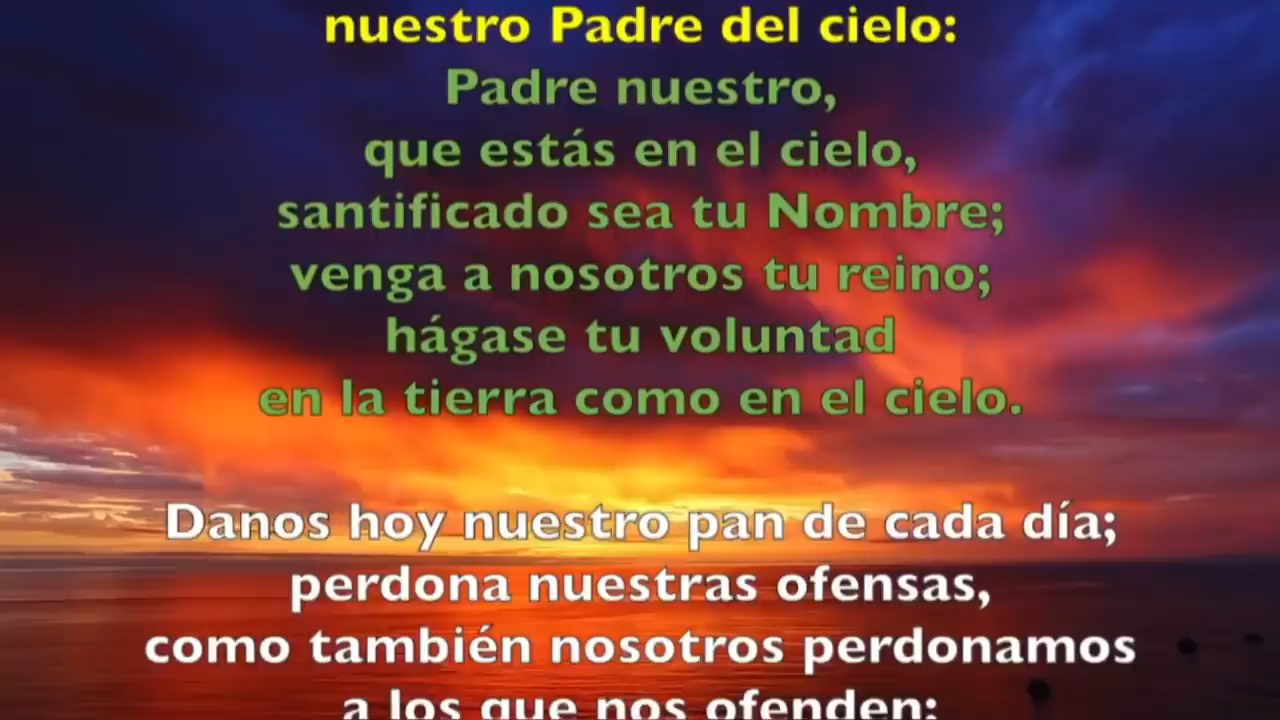 nuestro Padre del cielo:
Padre nuestro,
que estás en el cielo,
santificado sea tu Nombre;
venga a nosotros tu reino;
hágase tu voluntad
en la tierra como en el cielo.
Danos hoy nuestro pan de cada día;
perdona nuestras ofensas,
como también nosotros perdonamos
a los que nos ofenden;